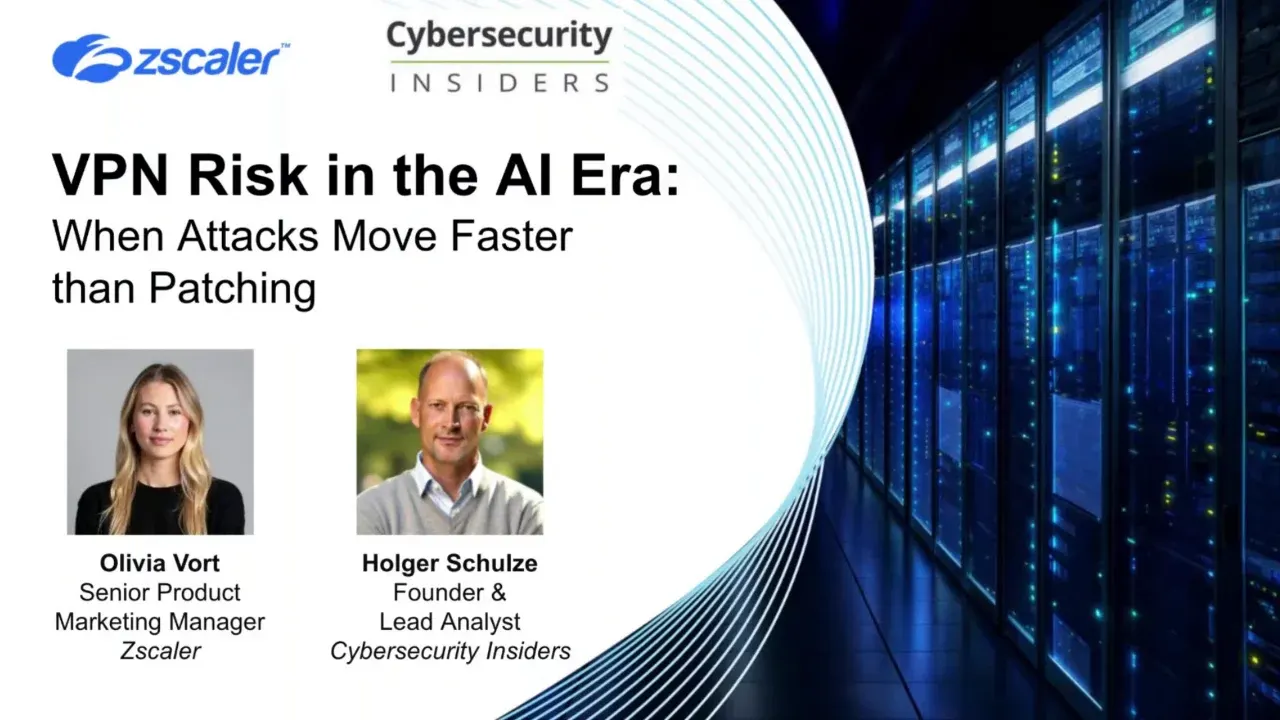 zscaler™
Cybersecurity
INSIDERS
VPN Risk in the AI Era:
When Attacks Move Faster
than Patching
Olivia Vort
Senior Product
Marketing Manager
Zscaler
Holger Schulze
Founder &
Lead Analyst
Cybersecurity Insiders